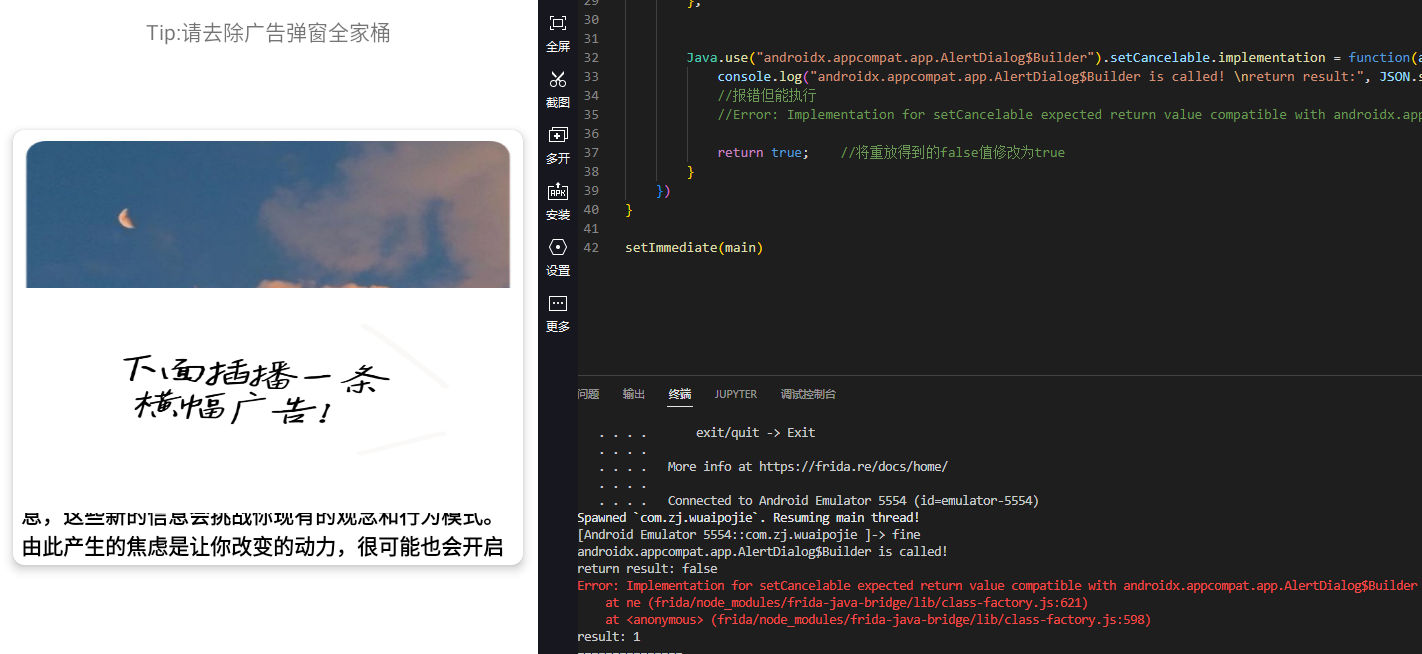 Tip:请去除广告弹窗全家桶
下面插播一条
横幅广告!
息，这些新的信息会挑战你现有的观念和行为模式。
由此产生的焦虑是让你改变的动力，很可能也会开启
全屏
截图
多开
APK
安装
设置
更多
29 },
30
31
32 Java.use("androidx.appcompat.app.AlertDialog$Builder").setCancelable.implementation = function(a
33 console.log("androidx.appcompat.app.AlertDialog$Builder is called! \nreturn result:", JSON.s
34 //报错但能执行
35 //Error: Implementation for setCancelable expected return value compatible with androidx.app
36
37 return true; //将重放得到的false值修改为true
38 }
39 })
40 }
41
42 setImmediate(main)
问题 输出 终端 JUPYTER 调试控制台
. . . . exit/quit -> Exit
. . . .
. . . . More info at https://frida.re/docs/home/
. . . .
. . . . Connected to Android Emulator 5554 (id=emulator-5554)
Spawned `com.zj.wuaipojie`. Resuming main thread!
[Android Emulator 5554::com.zj.wuaipojie ]-> fine
androidx.appcompat.app.AlertDialog$Builder is called!
return result: false
Error: Implementation for setCancelable expected return value compatible with androidx.appcompat.app.AlertDialog$Builder
at ne (frida/node_modules/frida-java-bridge/lib/class-factory.js:621)
at <anonymous> (frida/node_modules/frida-java-bridge/lib/class-factory.js:598)
result: 1